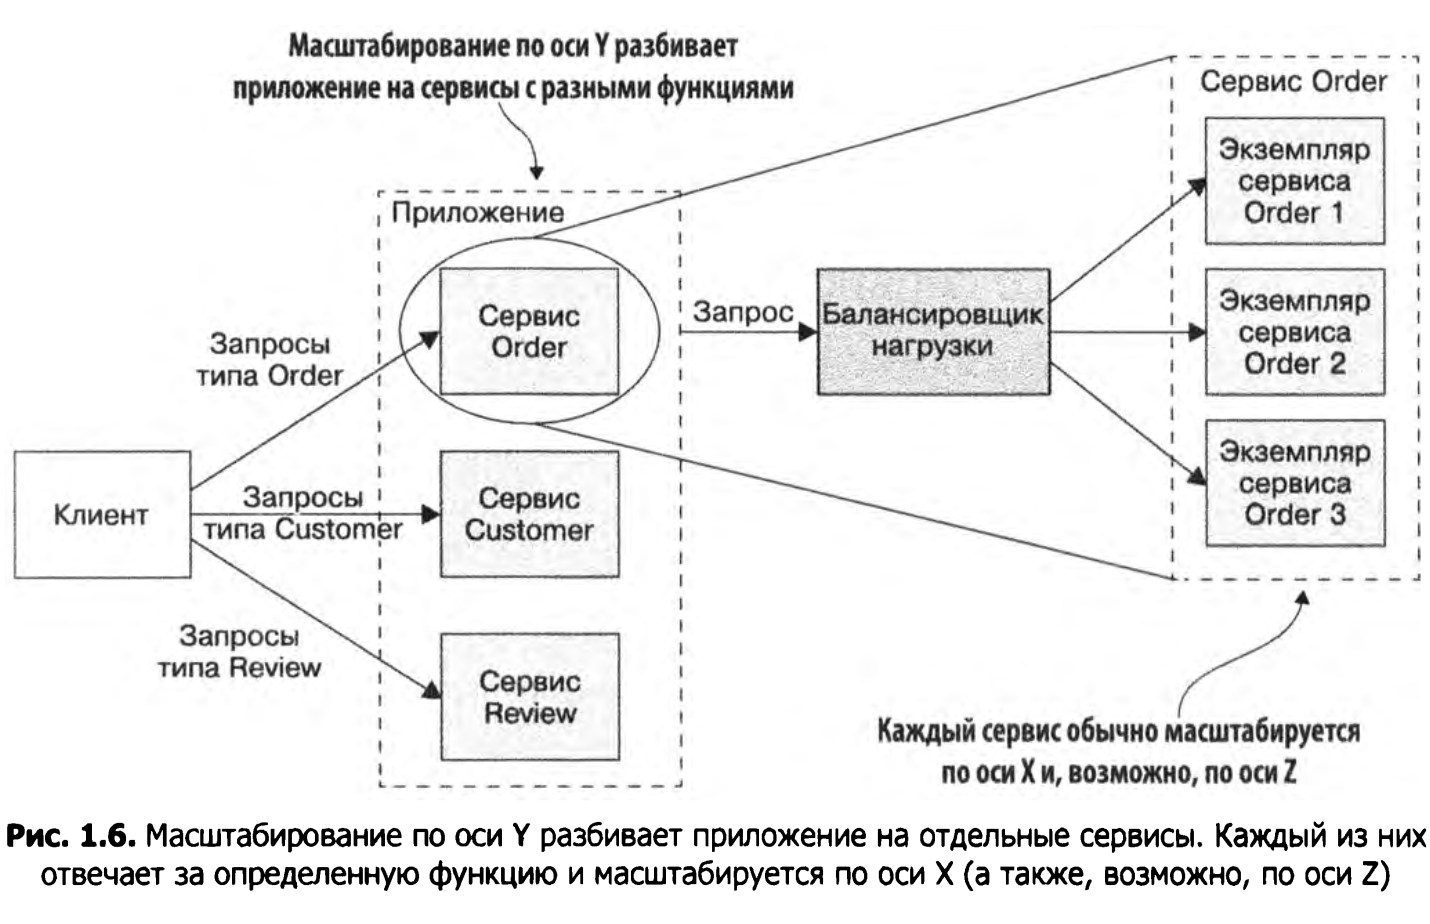 Масштабирование по оси Y разбивает
приложение на сервисы с разными функциями
Приложение
Сервис
Order
Запросы
типа Order
Клиент
Запросы
типа Customer
Сервис
Customer
Запросы
типа Review
Сервис
Review
Запрос
Балансировщик
нагрузки
Сервис Order
Экземпляр
сервиса
Order 1
Экземпляр
сервиса
Order 2
Экземпляр
сервиса
Order 3
Каждый сервис обычно масштабируется
по оси X и, возможно, по оси Z
Рис. 1.6. Масштабирование по оси Y разбивает приложение на отдельные сервисы. Каждый из них
отвечает за определенную функцию и масштабируется по оси X (а также, возможно, по оси Z)